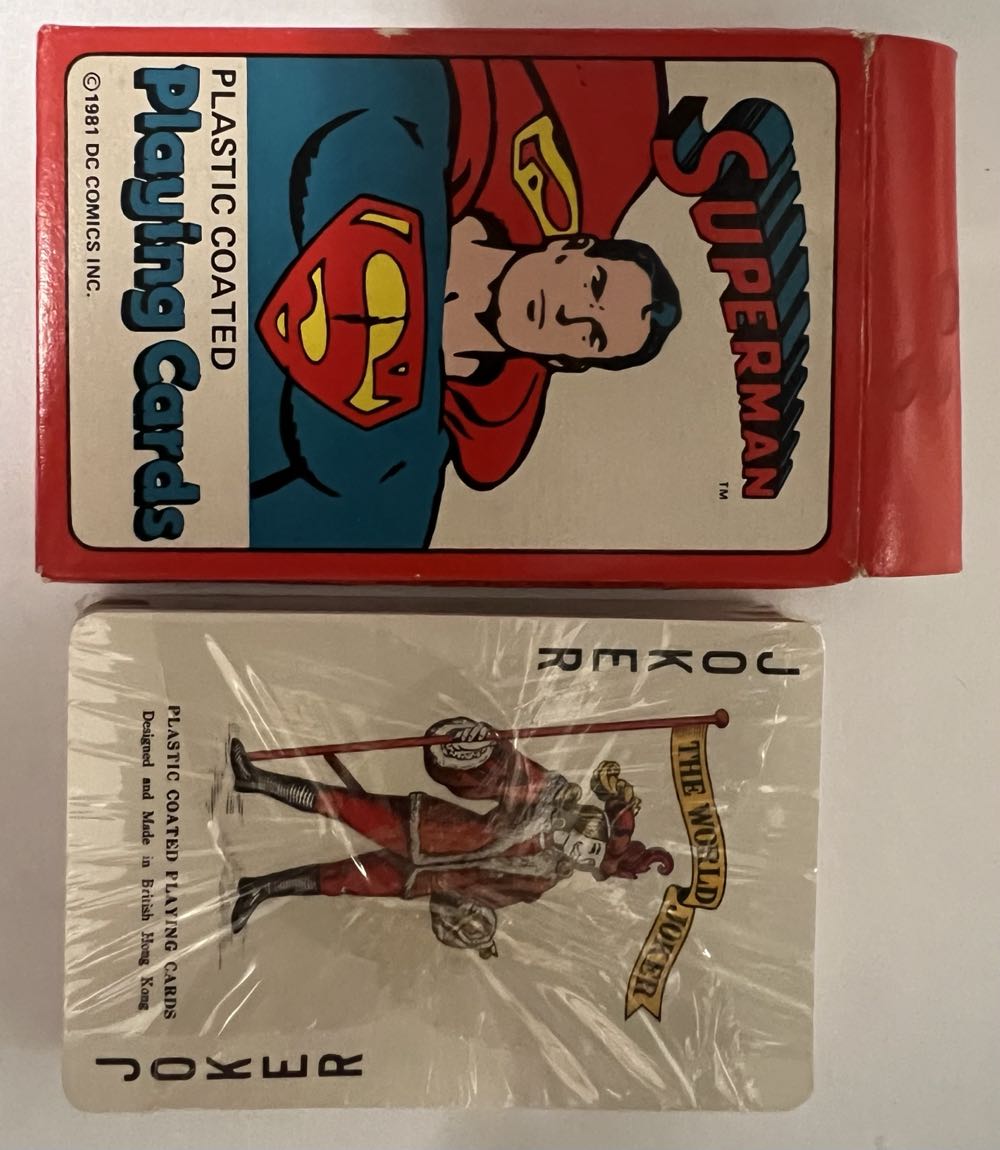 SUPERMAN
TM
PLASTIC COATED
Playing Cards
©1981 DC COMICS INC.
JOKER
THE WORLD JOKER
PLASTIC COATED PLAYING CARDS
Designed and Made in British Hong Kong
JOKER